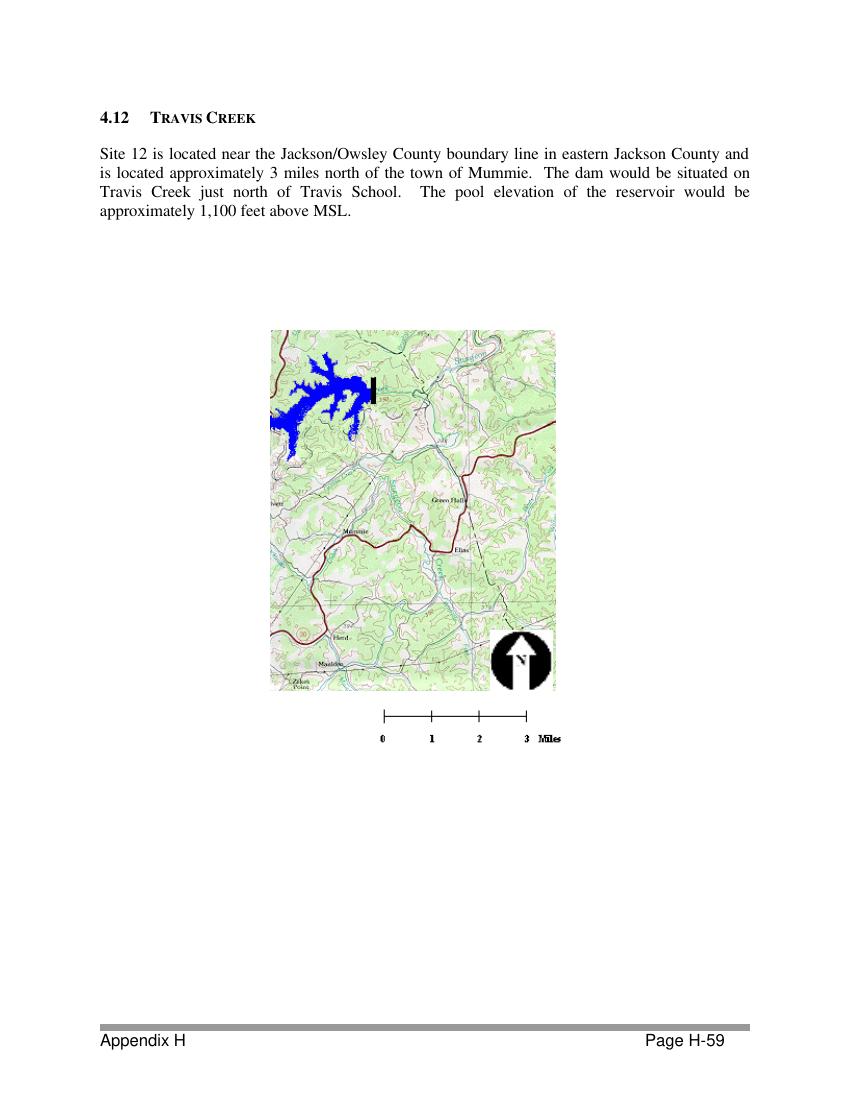 4.12 TRAVIS CREEK
Site 12 is located near the Jackson/Owsley County boundary line in eastern Jackson County and
is located approximately 3 miles north of the town of Mummie. The dam would be situated on
Travis Creek just north of Travis School. The pool elevation of the reservoir would be
approximately 1,100 feet above MSL.
Sturgeon
Green Hall
Sturgeon
Mummie
Elias
Creek
30
Herd
Maulden
Zekes
Point
N
0 1 2 3 Miles
Appendix H Page H-59